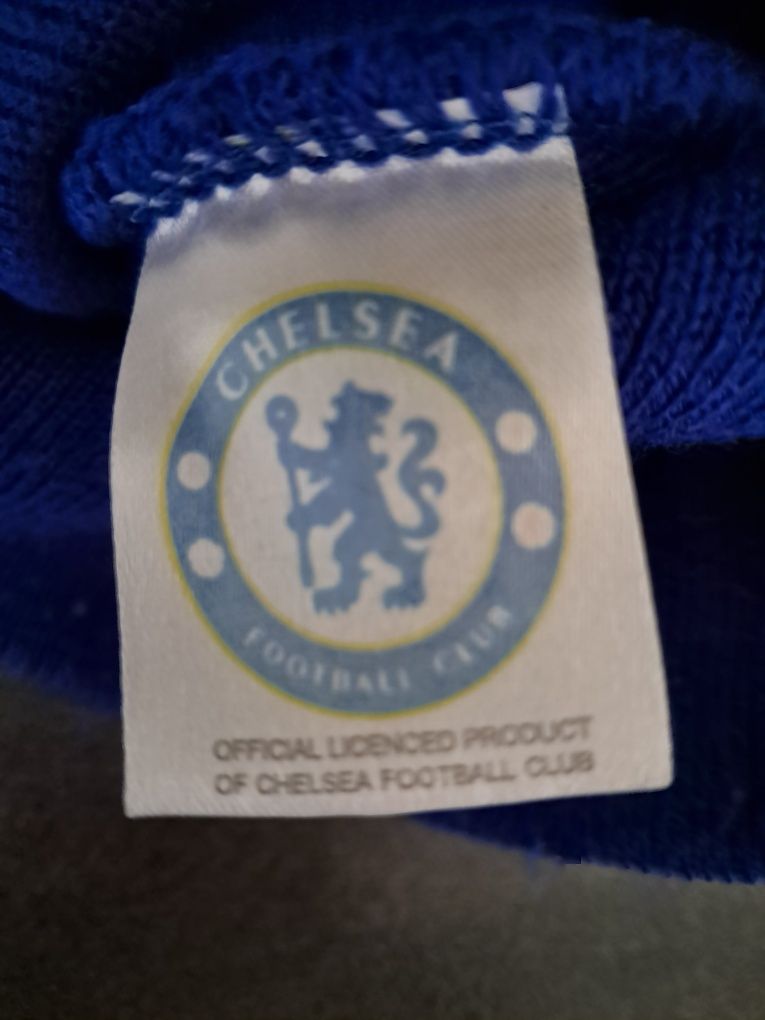 CHELSEA
FOOTBALL CLUB
OFFICIAL LICENCED PRODUCT
OF CHELSEA FOOTBALL CLUB